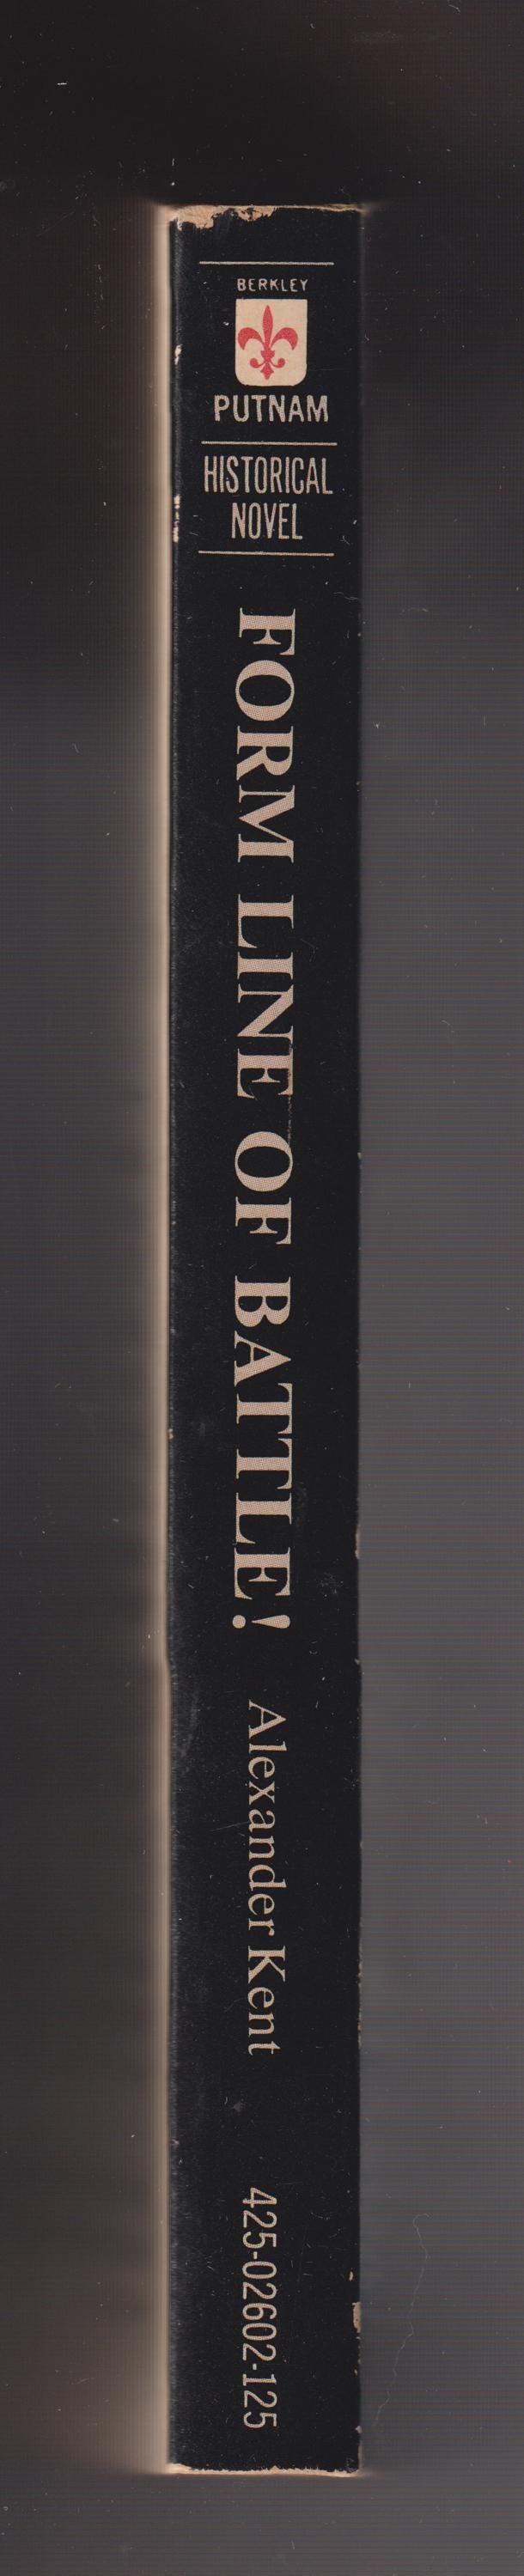 BERKLEY
PUTNAM
HISTORICAL
NOVEL
FORM LINE OF BATTLE! Alexander Kent 425-02602-125